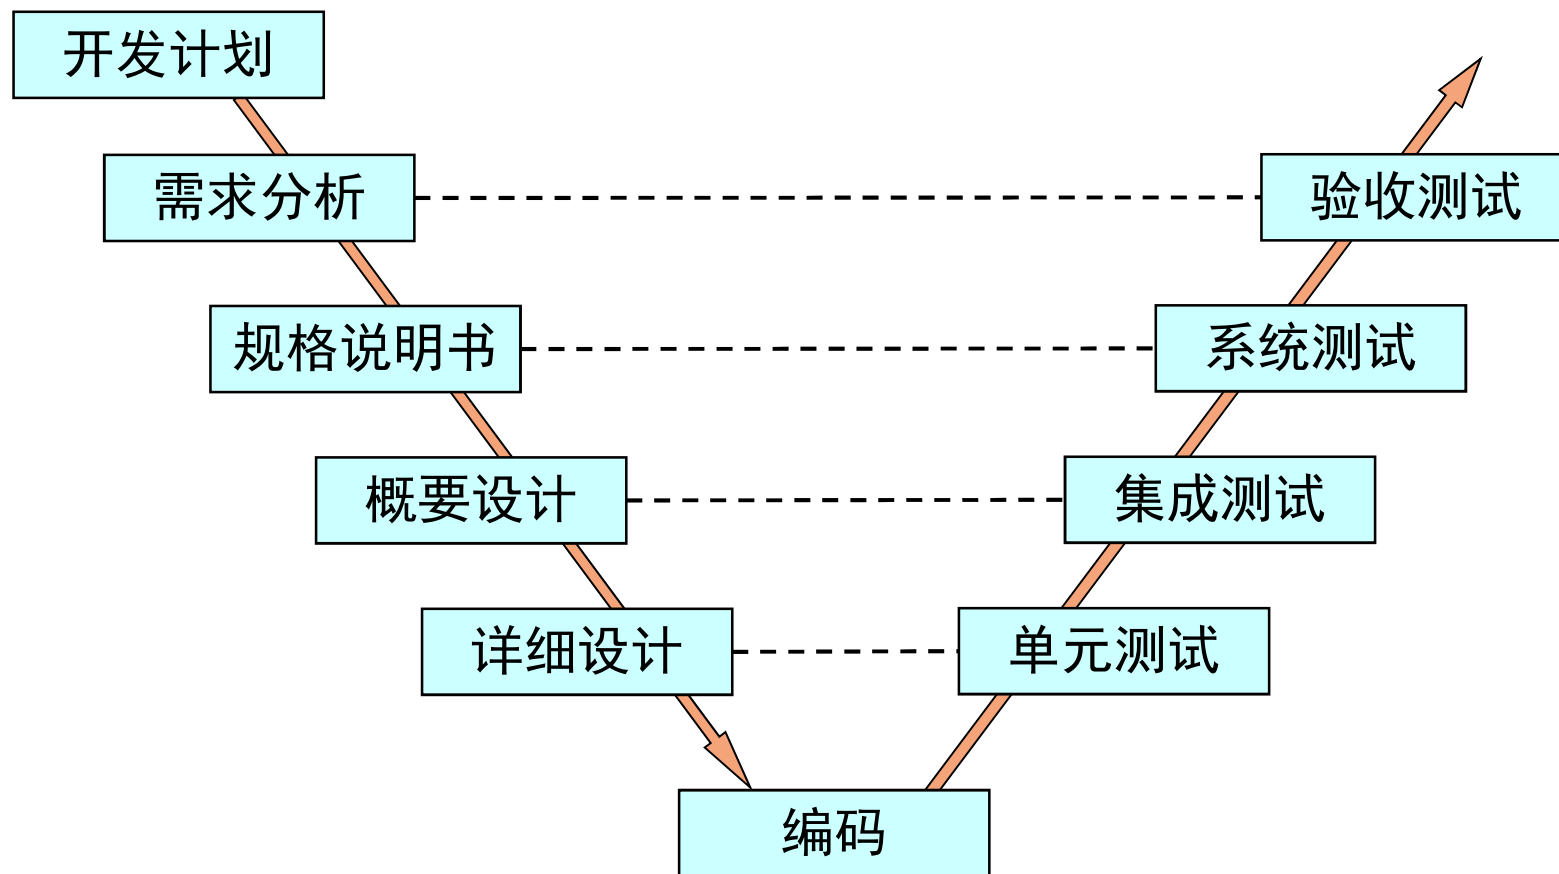 开发计划
需求分析
验收测试
规格说明书
系统测试
概要设计
集成测试
详细设计
单元测试
编码